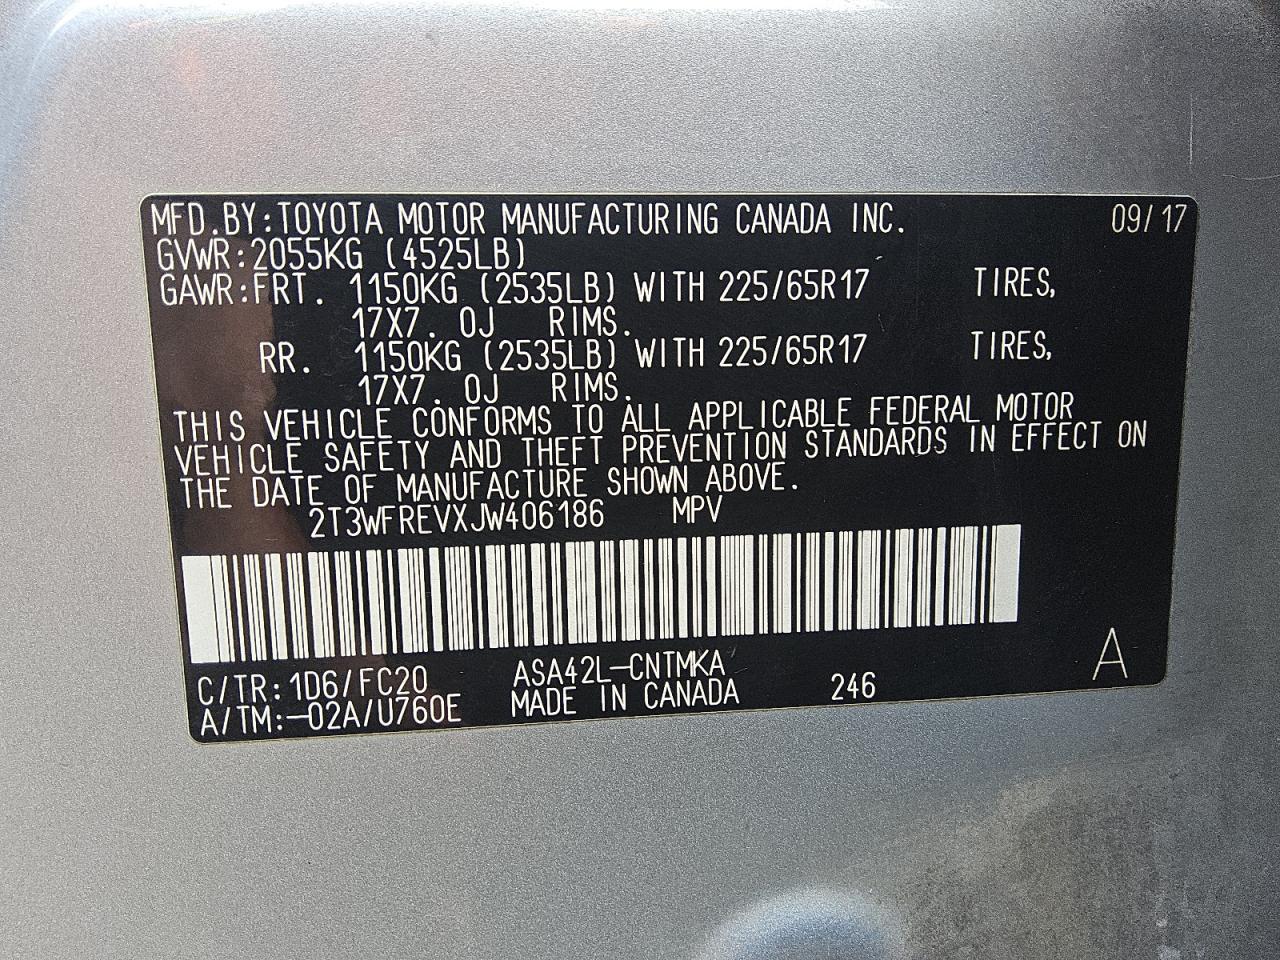 MFD.BY:TOYOTA MOTOR MANUFACTURING CANADA INC. 09/17
GVWR:2055KG (4525LB)
GAWR:FRT. 1150KG (2535LB) WITH 225/65R17 TIRES,
17X7.0J RIMS.
RR. 1150KG (2535LB) WITH 225/65R17 TIRES,
17X7.0J RIMS.
THIS VEHICLE CONFORMS TO ALL APPLICABLE FEDERAL MOTOR
VEHICLE SAFETY AND THEFT PREVENTION STANDARDS IN EFFECT ON
THE DATE OF MANUFACTURE SHOWN ABOVE.
2T3WFREVXJW406186 MPV
C/TR:1D6/FC20 ASA42L-CNTMKA
A/TM:-02A/U760E MADE IN CANADA 246 A